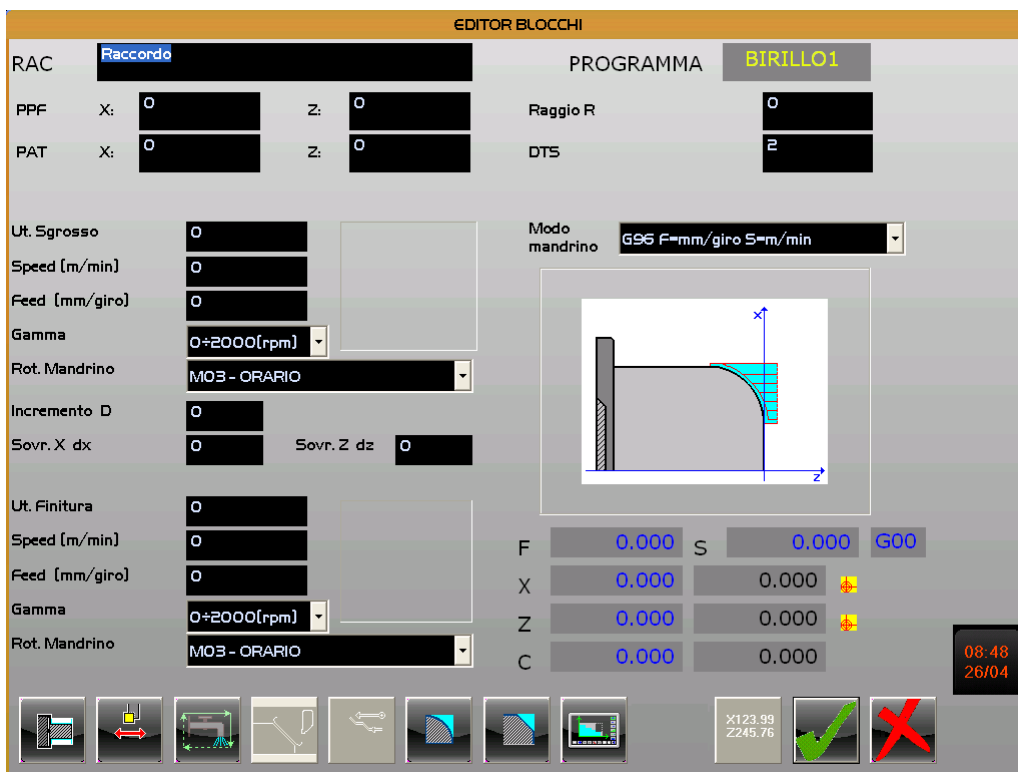 EDITOR BLOCCHI
RAC Raccordo PROGRAMMA BIRILLO1
PPF X: 0 Z: 0 Raggio R 0
PAT X: 0 Z: 0 DTS 2
Ut. Sgrosso 0
Modo mandrino G96 F=mm/giro S=m/min
Speed (m/min) 0
Feed (mm/giro) 0
Gamma 0÷2000(rpm)
Rot. Mandrino M03 - ORARIO
Incremento D 0
Sovr. X dx 0 Sovr. Z dz 0
X
Z
Ut. Finitura 0
Speed (m/min) 0
Feed (mm/giro) 0
Gamma 0÷2000(rpm)
Rot. Mandrino M03 - ORARIO
F 0.000 S 0.000 G00
X 0.000 0.000
Z 0.000 0.000
C 0.000 0.000
08:48
26/04
X123.99
Z245.76